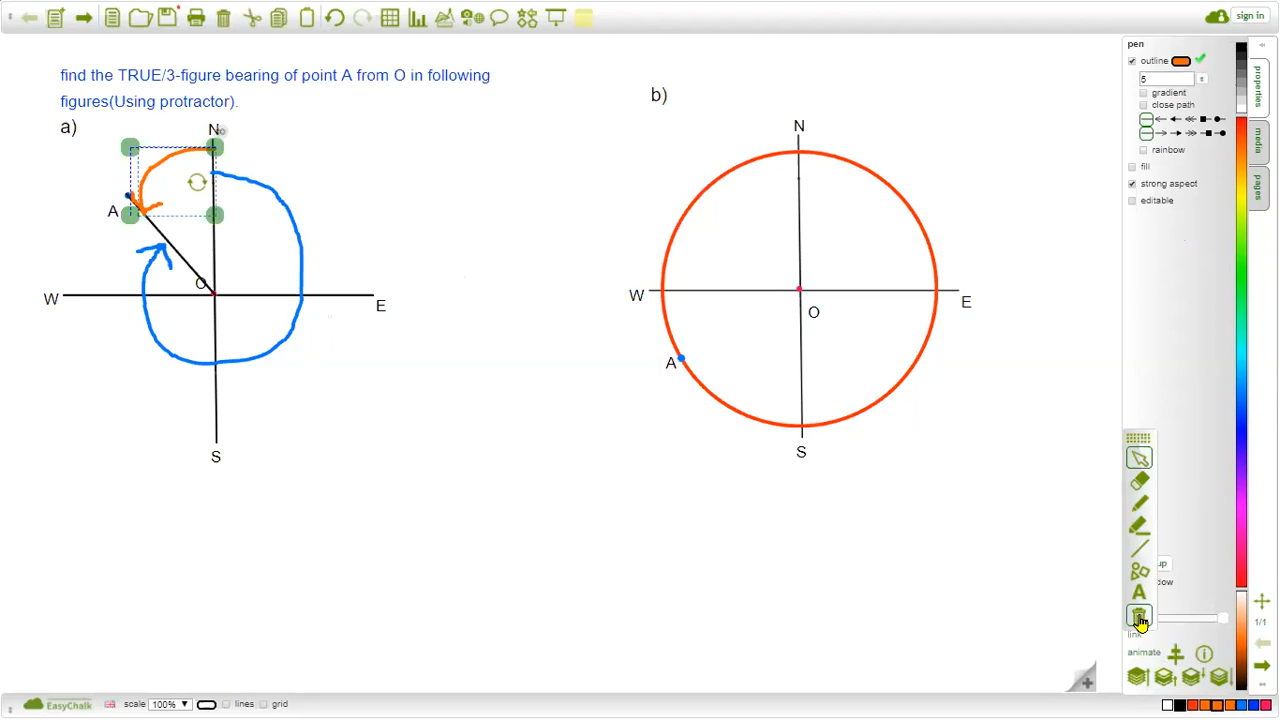 sign in
find the TRUE/3-figure bearing of point A from O in following
figures(Using protractor).
a)
N
A
O
W
E
S
b)
N
W
E
O
A
S
pen
outline
5
gradient
close path
rainbow
fill
strong aspect
editable
properties
media
pages
A
1/1
link
animate
EasyChalk
scale 100%
lines
grid